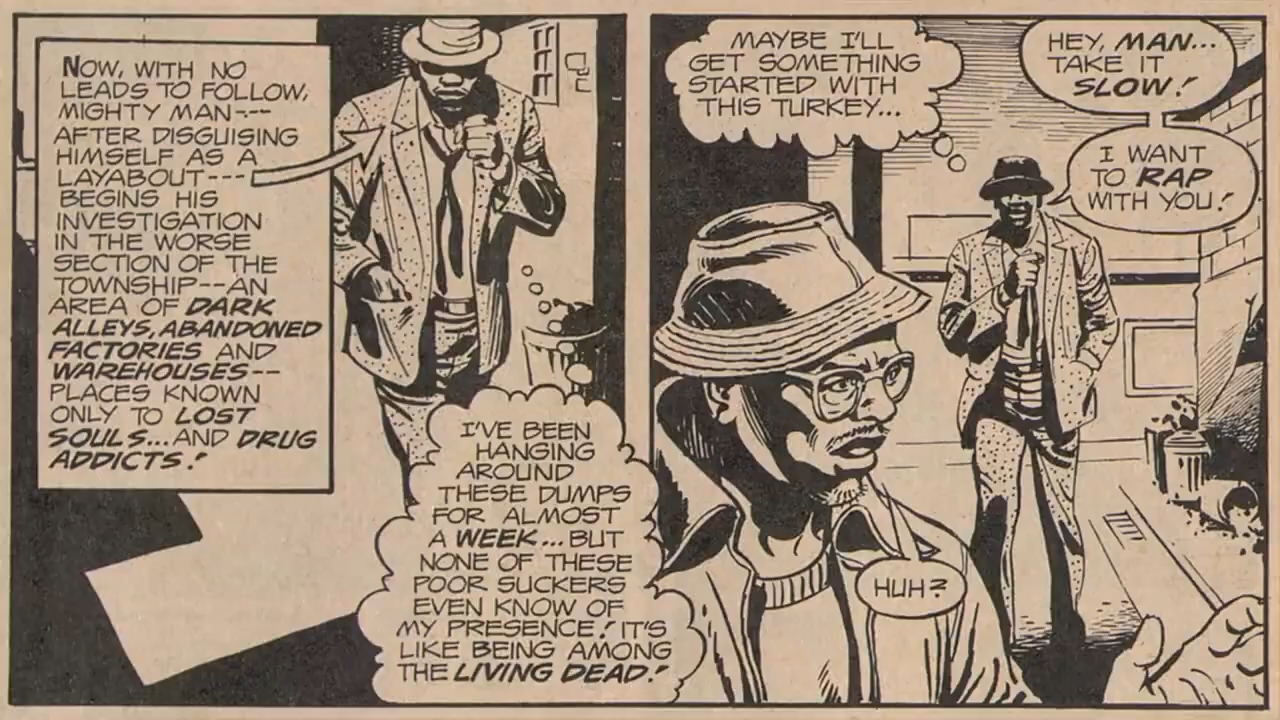 NOW, WITH NO
LEADS TO FOLLOW,
MIGHTY MAN---
AFTER DISGUISING
HIMSELF AS A
LAYABOUT---
BEGINS HIS
INVESTIGATION
IN THE WORSE
SECTION OF THE
TOWNSHIP--AN
AREA OF DARK
ALLEYS, ABANDONED
FACTORIES AND
WAREHOUSES--
PLACES KNOWN
ONLY TO LOST
SOULS...AND DRUG
ADDICTS!
I'VE BEEN
HANGING
AROUND
THESE DUMPS
FOR ALMOST
A WEEK...BUT
NONE OF THESE
POOR SUCKERS
EVEN KNOW OF
MY PRESENCE! IT'S
LIKE BEING AMONG
THE LIVING DEAD!
MAYBE I'LL
GET SOMETHING
STARTED WITH
THIS TURKEY...
HEY, MAN...
TAKE IT
SLOW!
I WANT
TO RAP
WITH YOU!
HUH?